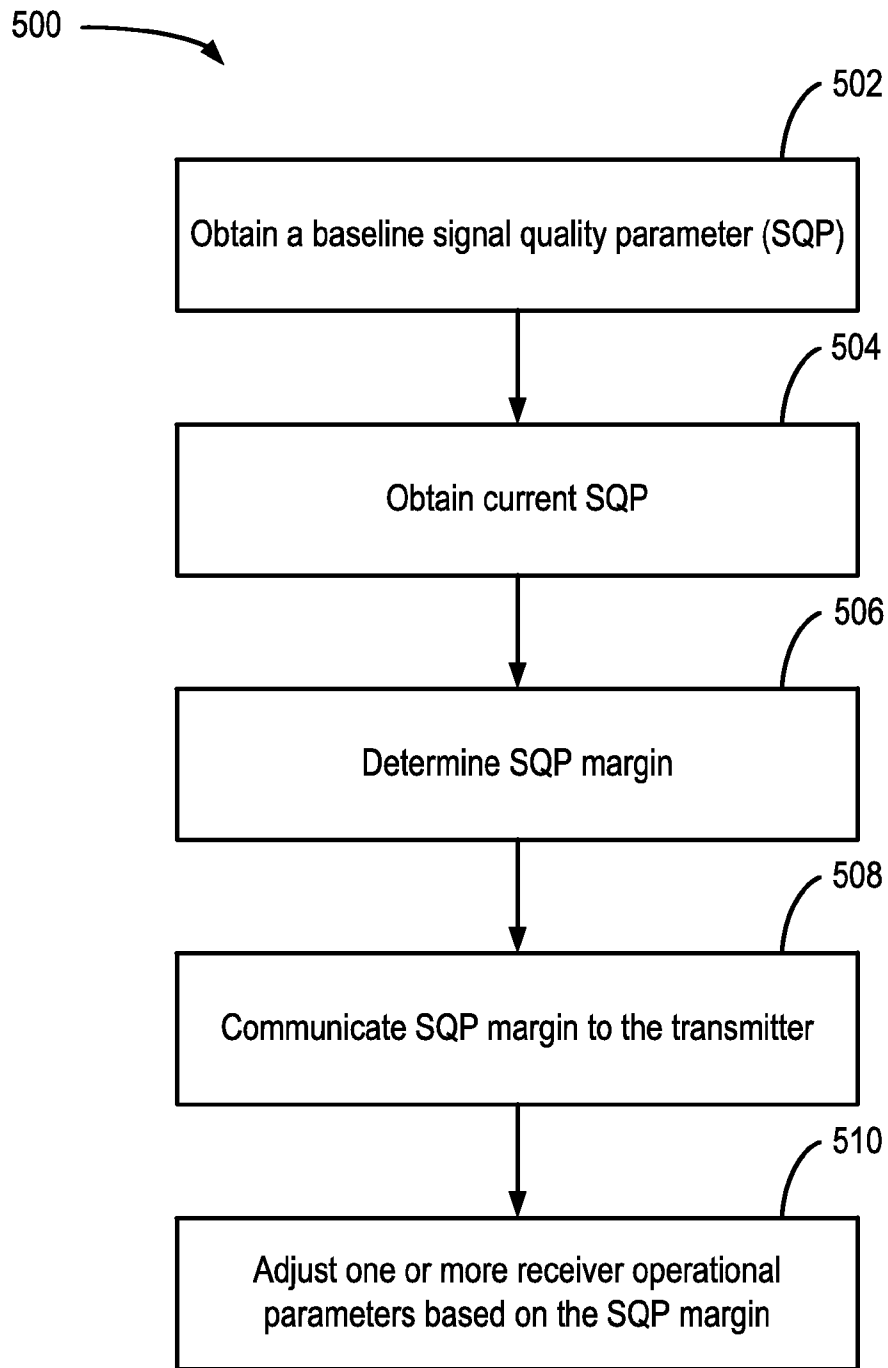 500
502
Obtain a baseline signal quality parameter (SQP)
504
Obtain current SQP
506
Determine SQP margin
508
Communicate SQP margin to the transmitter
510
Adjust one or more receiver operational
parameters based on the SQP margin